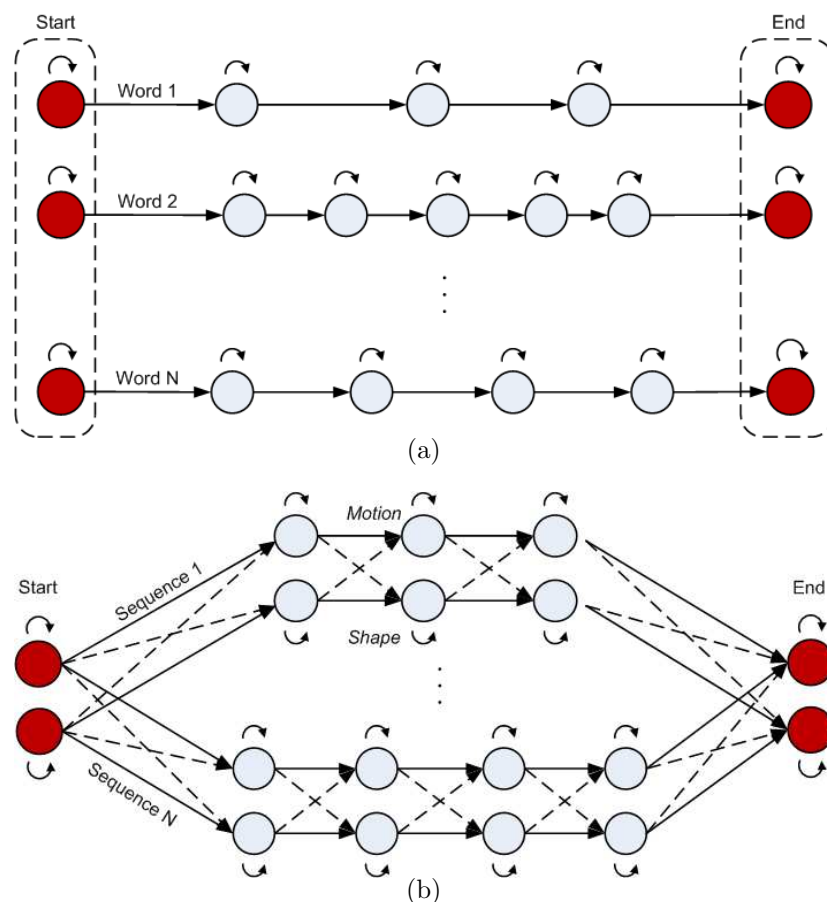 Start
End
Word 1
Word 2
Word N
(a)
Motion
Sequence 1
Start
End
Shape
Sequence N
(b)